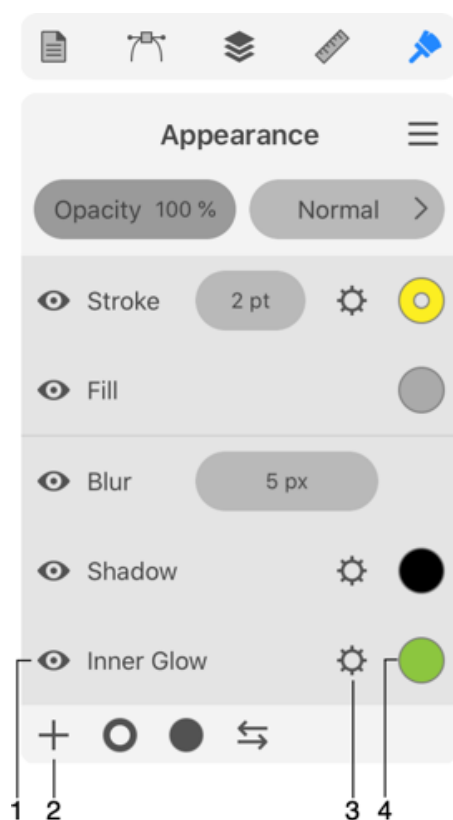 Appearance
Opacity 100 % Normal
Stroke 2 pt
Fill
Blur 5 px
Shadow
1 Inner Glow
2 3 4